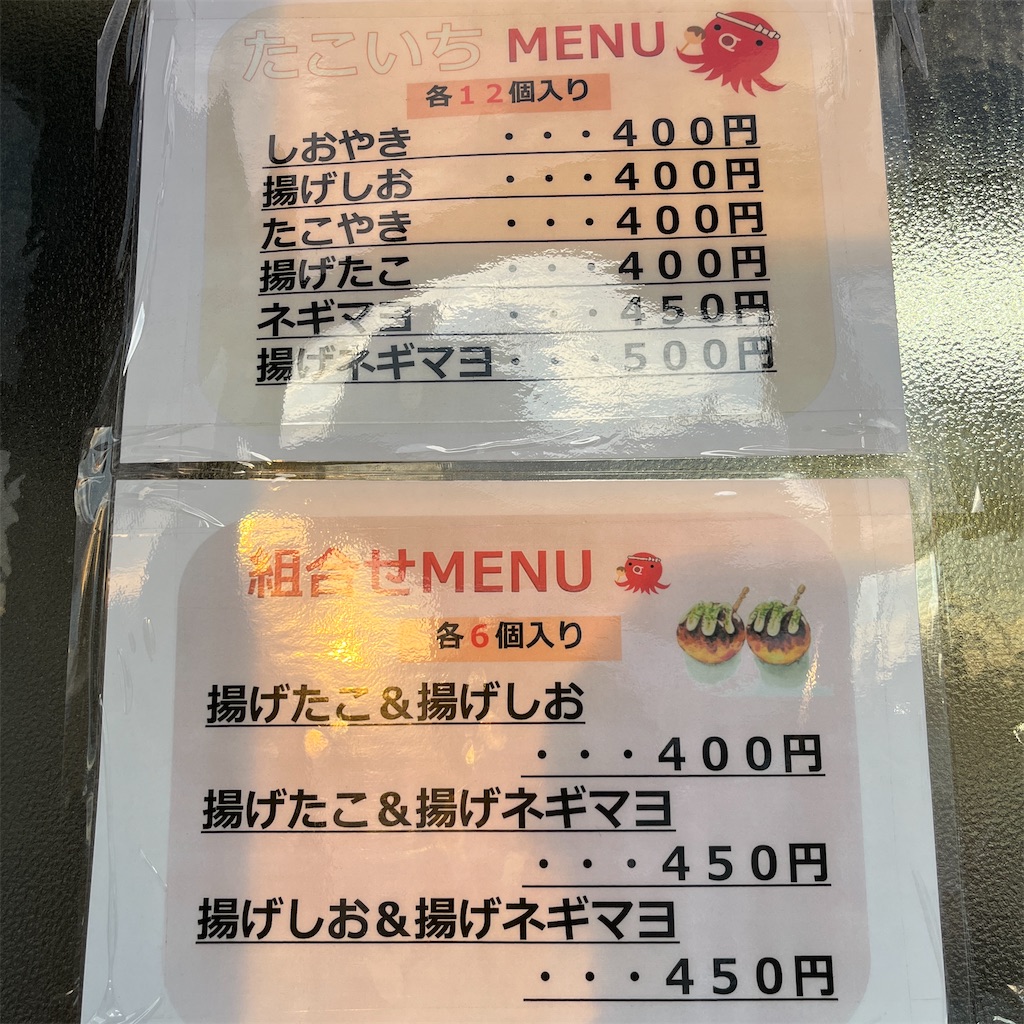 たこいち MENU
各１２個入り
しおやき ・・・４００円
揚げしお ・・・４００円
たこやき ・・・４００円
揚げたこ ・・・４００円
ネギマヨ ・・・４５０円
揚げネギマヨ・・・５００円
組合せMENU
各６個入り
揚げたこ＆揚げしお
・・・４００円
揚げたこ＆揚げネギマヨ
・・・４５０円
揚げしお＆揚げネギマヨ
・・・４５０円